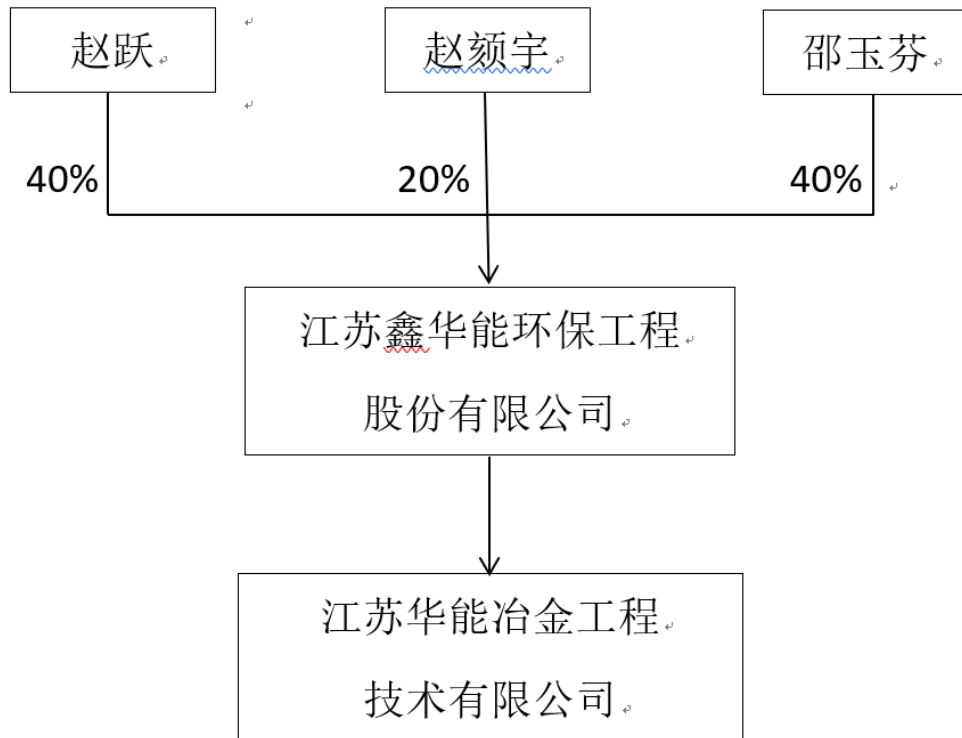 赵跃
赵颏宇
邵玉芬
40%
20%
40%
江苏鑫华能环保工程
股份有限公司
江苏华能冶金工程
技术有限公司